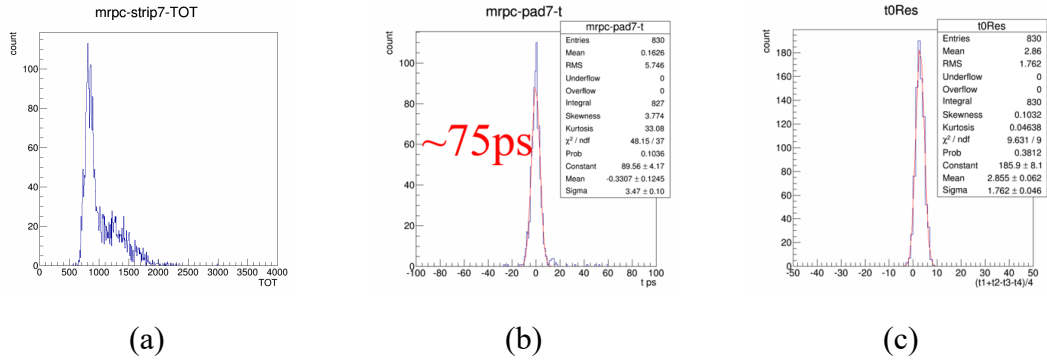 mrpc-strip7-TOT
count
100
80
60
40
20
0
0 500 1000 1500 2000 2500 3000 3500 4000
TOT
(a)
mrpc-pad7-t
count
100
80
60
40
20
0
-100 -80 -60 -40 -20 0 20 40 60 80 100
t ps
~75ps
mrpc-pad7-t
Entries 830
Mean 0.1626
RMS 5.746
Underflow 0
Overflow 0
Integral 827
Skewness 3.774
Kurtosis 33.08
χ² / ndf 48.15 / 37
Prob 0.1036
Constant 89.56 ± 4.17
Mean -0.3307 ± 0.1245
Sigma 3.47 ± 0.10
(b)
t0Res
count
180
160
140
120
100
80
60
40
20
0
-50 -40 -30 -20 -10 0 10 20 30 40 50
(t1+t2-t3-t4)/4
t0Res
Entries 830
Mean 2.86
RMS 1.762
Underflow 0
Overflow 0
Integral 830
Skewness 0.1032
Kurtosis 0.04638
χ² / ndf 9.631 / 9
Prob 0.3812
Constant 185.9 ± 8.1
Mean 2.855 ± 0.062
Sigma 1.762 ± 0.046
(c)